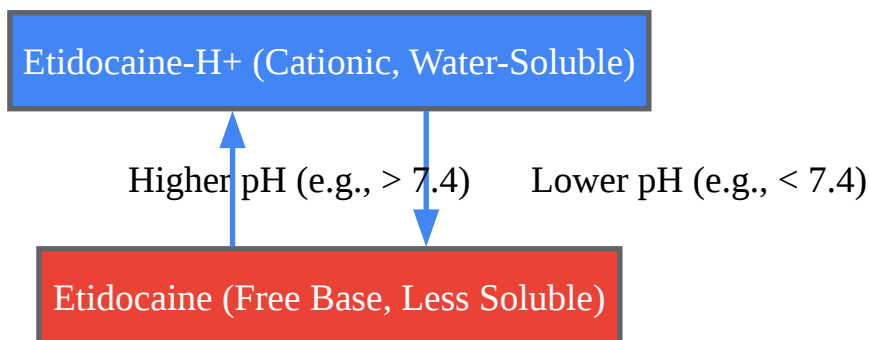 Etidocaine-H+ (Cationic, Water-Soluble)
Higher pH (e.g., > 7.4)
Lower pH (e.g., < 7.4)
Etidocaine (Free Base, Less Soluble)